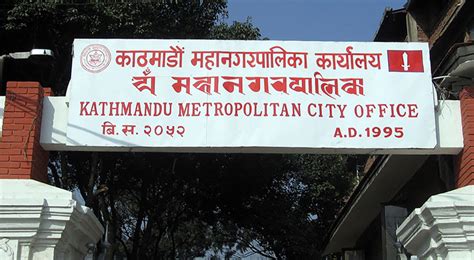 काठमाडौं महानगरपालिका कार्यालय
KATHMANDU METROPOLITAN CITY OFFICE
बि. स. २०५२ A.D. 1995